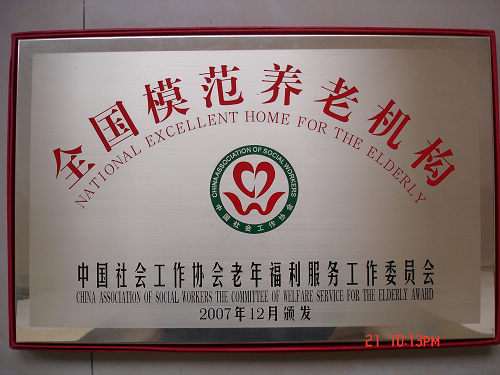 全国模范养老机构
NATIONAL EXCELLENT HOME FOR THE ELDERLY
CHINA ASSOCIATION OF SOCIAL WORKERS
中国社会工作协会
中国社会工作协会老年福利服务工作委员会
CHINA ASSOCIATION OF SOCIAL WORKERS THE COMMITTEE OF WELFARE SERVICE FOR THE ELDERLY AWARD
2007年12月颁发
21 10:13PM